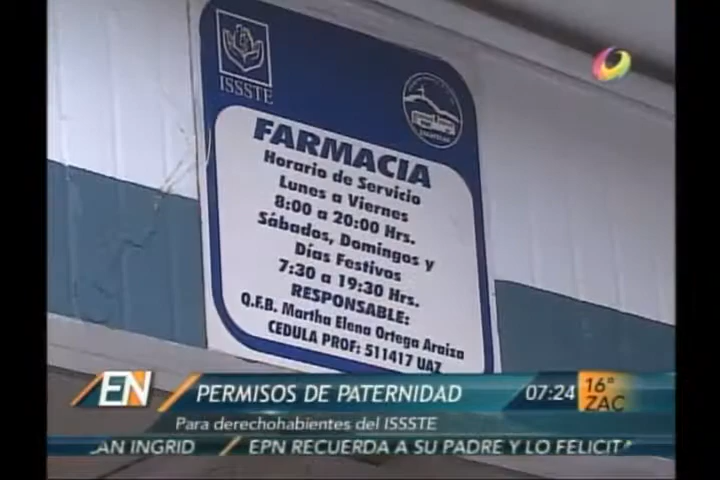 ISSSTE
FARMACIA
Horario de Servicio
Lunes a Viernes
8:00 a 20:00 Hrs.
Sábados, Domingos y
Días Festivos
7:30 a 19:30 Hrs.
RESPONSABLE:
Q.F.B. Martha Elena Ortega Araiza
CEDULA PROF: 511417 UAZ
EN
PERMISOS DE PATERNIDAD
07:24
16°
ZAC
Para derechohabientes del ISSSTE
AN INGRID / EPN RECUERDA A SU PADRE Y LO FELICIT